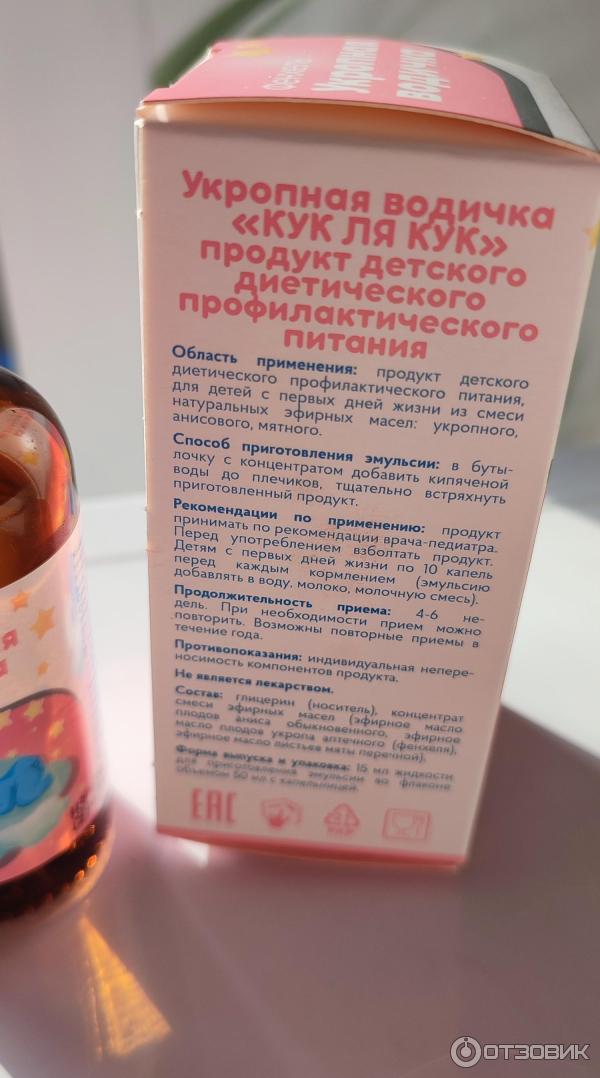 Фенхель
Укропная
водичка
Укропная водичка
«КУК ЛЯ КУК»
продукт детского
диетического
профилактического
питания
Область применения: продукт детского
диетического профилактического питания,
для детей с первых дней жизни из смеси
натуральных эфирных масел: укропного,
анисового, мятного.
Способ приготовления эмульсии: в буты-
лочку с концентратом добавить кипяченой
воды до плечиков, тщательно встряхнуть
приготовленный продукт.
Рекомендации по применению: продукт
принимать по рекомендации врача-педиатра.
Перед употреблением взболтать продукт.
Детям с первых дней жизни по 10 капель
перед каждым кормлением (эмульсию
добавлять в воду, молоко, молочную смесь).
Продолжительность приема: 4-6 не-
дель. При необходимости прием можно
повторить. Возможны повторные приемы в
течение года.
Противопоказания: индивидуальная непере-
носимость компонентов продукта.
Не является лекарством.
Состав: глицерин (носитель), концентрат
смеси эфирных масел (эфирное масло
плодов аниса обыкновенного, эфирное
масло плодов укропа аптечного (фенхеля),
эфирное масло листьев мяты перечной).
Форма выпуска и упаковка: 15 мл жидкости
для приготовления эмульсии во флаконе
объемом 50 мл с капельницей.
EAC
ОТЗОВИК